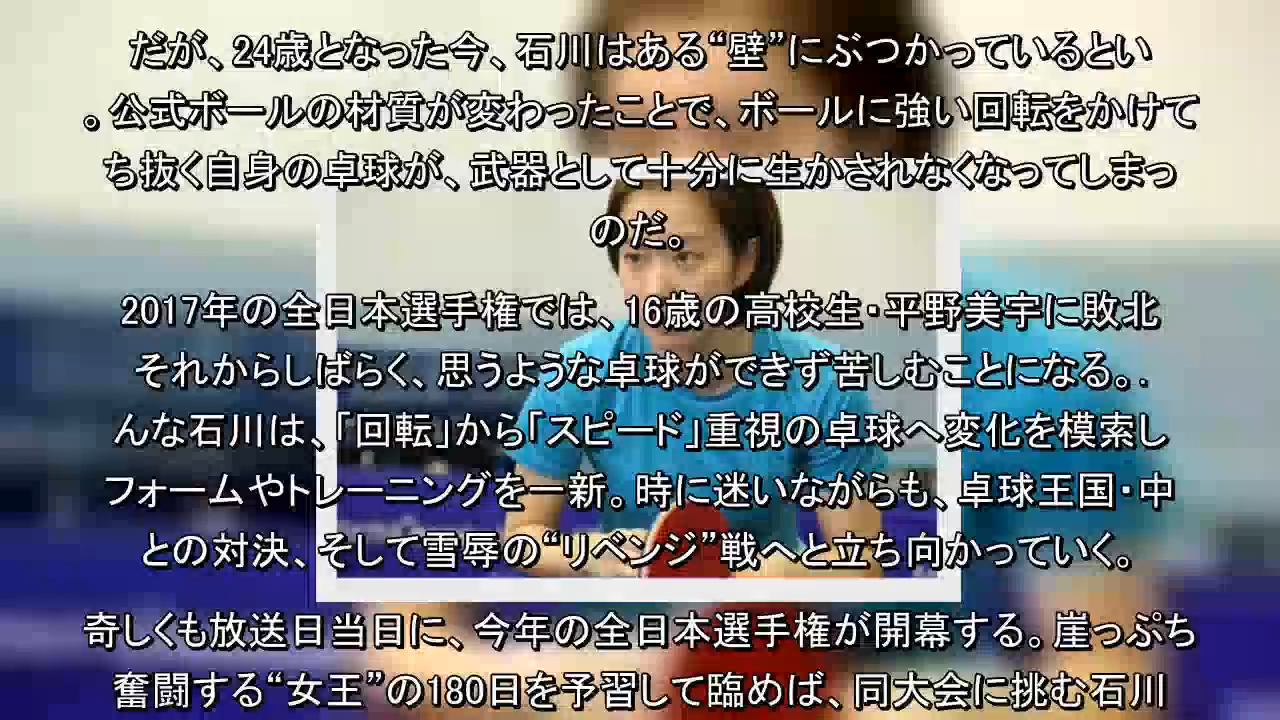 だが、24歳となった今、石川はある“壁”にぶつかっているとい
。公式ボールの材質が変わったことで、ボールに強い回転をかけて
ち抜く自身の卓球が、武器として十分に生かされなくなってしまっ
のだ。
2017年の全日本選手権では、16歳の高校生・平野美宇に敗北
それからしばらく、思うような卓球ができず苦しむことになる。.
んな石川は、「回転」から「スピード」重視の卓球へ変化を模索し
フォームやトレーニングを一新。時に迷いながらも、卓球王国・中
との対決、そして雪辱の“リベンジ”戦へと立ち向かっていく。
奇しくも放送日当日に、今年の全日本選手権が開幕する。崖っぷち
奮闘する“女王”の180日を予習して臨めば、同大会に挑む石川